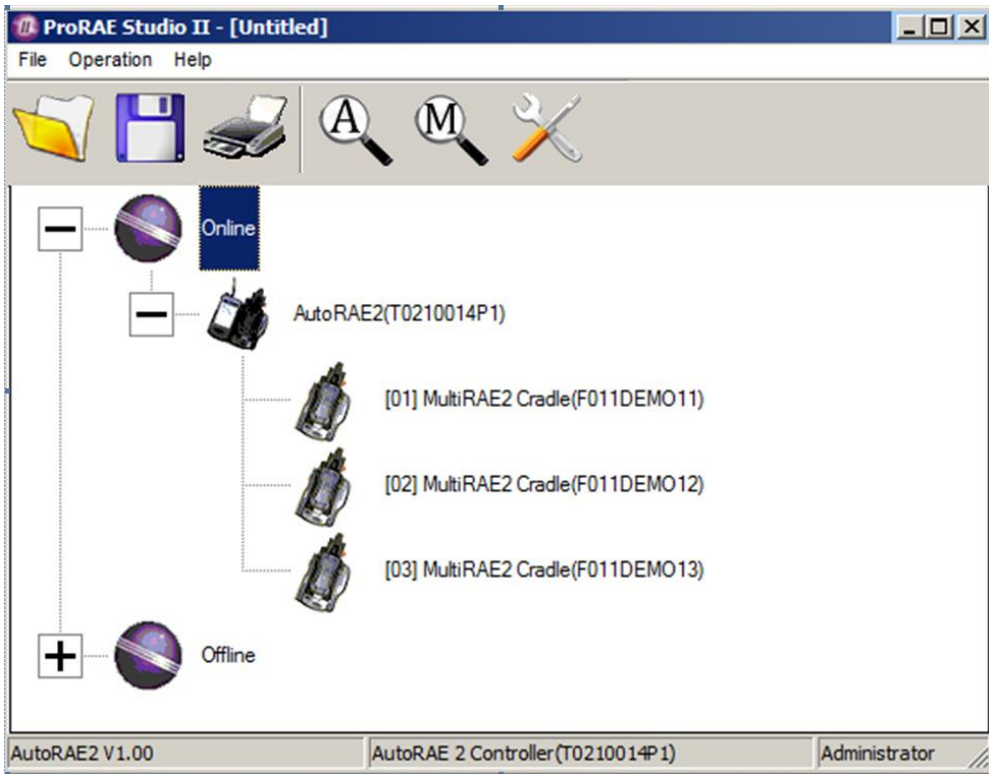 ProRAE Studio II - [Untitled]
File Operation Help
A M
Online
AutoRAE2(T0210014P1)
[01] MultiRAE2 Cradle(F011DEMO11)
[02] MultiRAE2 Cradle(F011DEMO12)
[03] MultiRAE2 Cradle(F011DEMO13)
Offline
AutoRAE2 V1.00 AutoRAE 2 Controller(T0210014P1) Administrator